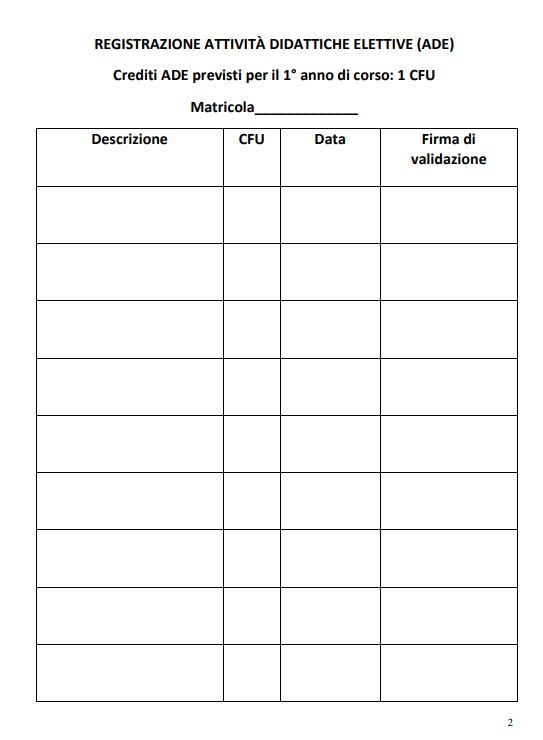 REGISTRAZIONE ATTIVITÀ DIDATTICHE ELETTIVE (ADE)
Crediti ADE previsti per il 1° anno di corso: 1 CFU
Matricola_____________
Descrizione CFU Data Firma di
validazione
2